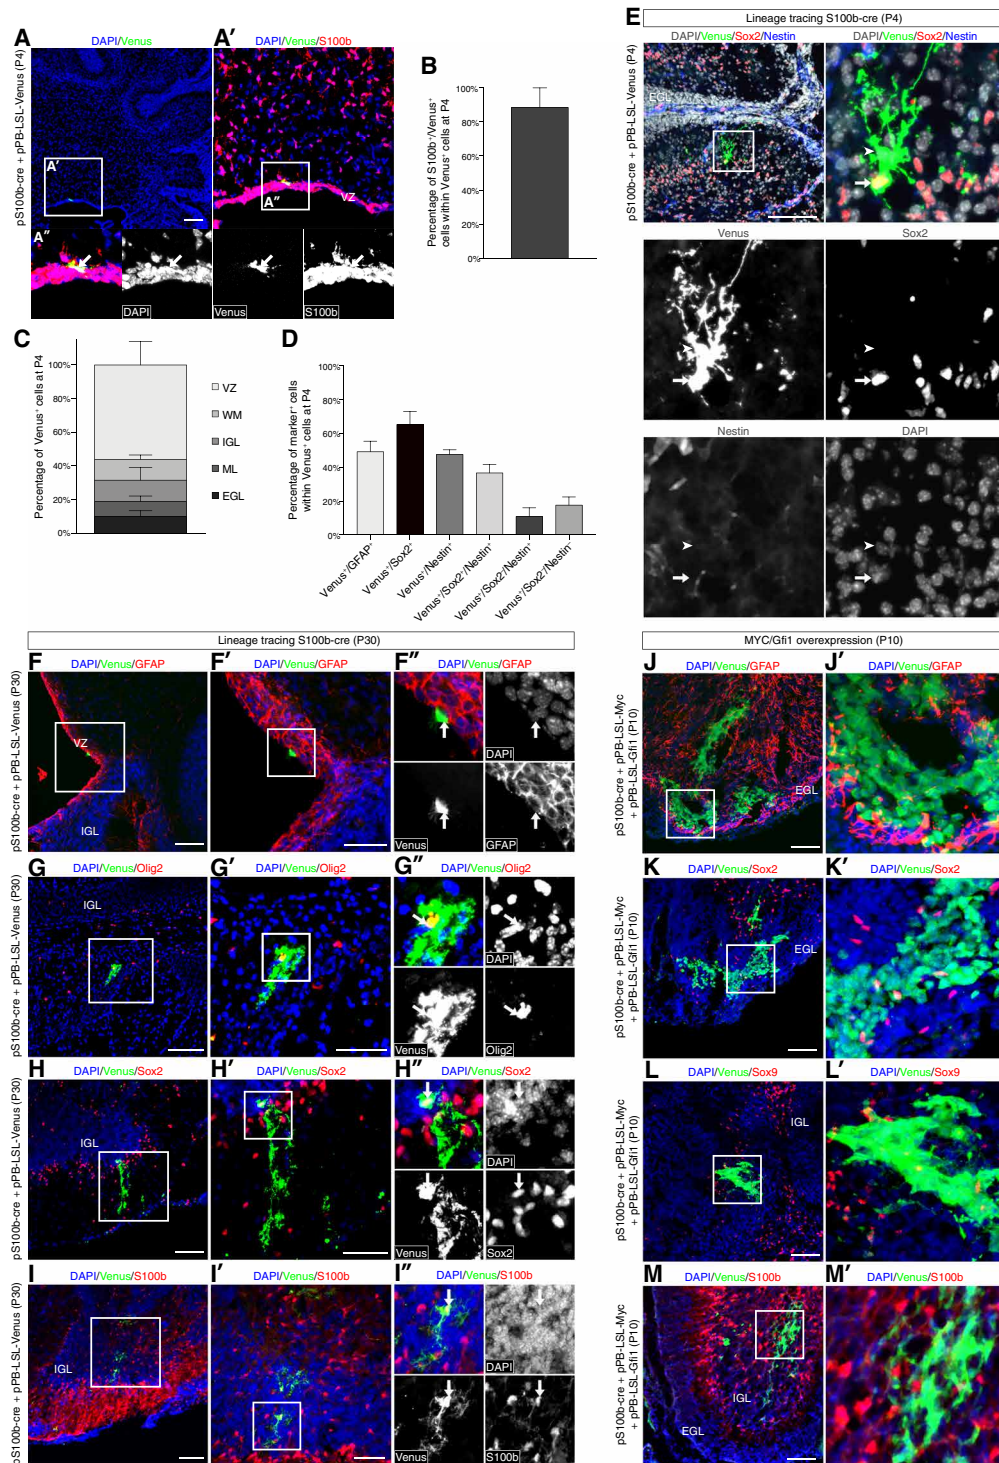 A
DAPI/Venus
pS100b-cre + pPB-LSL-Venus (P4)
A′
A′
DAPI/Venus/S100b
A″
VZ
A″
DAPI
Venus
S100b
B
Percentage of S100b⁺/Venus⁺
cells within Venus⁺ cells at P4
100%
80%
60%
40%
20%
0%
C
Percentage of Venus⁺ cells at P4
100%
80%
60%
40%
20%
0%
VZ
WM
IGL
ML
EGL
D
Percentage of marker⁺ cells
within Venus⁺ cells at P4
100%
80%
60%
40%
20%
0%
Venus⁺/GFAP⁺
Venus⁺/Sox2⁺
Venus⁺/Nestin⁺
Venus⁺/Sox2⁺/Nestin⁺
Venus⁺/Sox2⁻/Nestin⁺
Venus⁺/Sox2⁻/Nestin⁻
E
Lineage tracing S100b-cre (P4)
DAPI/Venus/Sox2/Nestin
DAPI/Venus/Sox2/Nestin
pS100b-cre + pPB-LSL-Venus (P4)
EGL
Venus
Sox2
Nestin
DAPI
Lineage tracing S100b-cre (P30)
F
DAPI/Venus/GFAP
pS100b-cre + pPB-LSL-Venus (P30)
VZ
IGL
F′
DAPI/Venus/GFAP
F″
DAPI/Venus/GFAP
DAPI
Venus
GFAP
G
DAPI/Venus/Olig2
pS100b-cre + pPB-LSL-Venus (P30)
IGL
G′
DAPI/Venus/Olig2
G″
DAPI/Venus/Olig2
DAPI
Venus
Olig2
H
DAPI/Venus/Sox2
pS100b-cre + pPB-LSL-Venus (P30)
IGL
H′
DAPI/Venus/Sox2
H″
DAPI/Venus/Sox2
DAPI
Venus
Sox2
I
DAPI/Venus/S100b
pS100b-cre + pPB-LSL-Venus (P30)
IGL
I′
DAPI/Venus/S100b
I″
DAPI/Venus/S100b
DAPI
Venus
S100b
MYC/Gfi1 overexpression (P10)
J
DAPI/Venus/GFAP
pS100b-cre + pPB-LSL-Myc
+ pPB-LSL-Gfi1 (P10)
EGL
J′
DAPI/Venus/GFAP
K
DAPI/Venus/Sox2
pS100b-cre + pPB-LSL-Myc
+ pPB-LSL-Gfi1 (P10)
EGL
K′
DAPI/Venus/Sox2
L
DAPI/Venus/Sox9
pS100b-cre + pPB-LSL-Myc
+ pPB-LSL-Gfi1 (P10)
IGL
L′
DAPI/Venus/Sox9
M
DAPI/Venus/S100b
pS100b-cre + pPB-LSL-Myc
+ pPB-LSL-Gfi1 (P10)
IGL
EGL
M′
DAPI/Venus/S100b